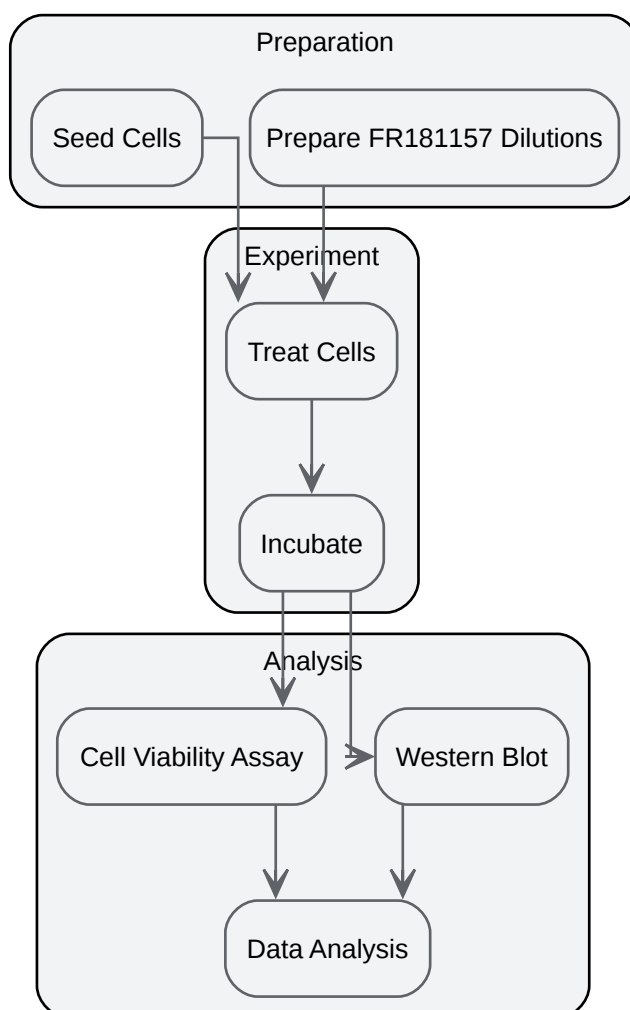 Preparation
Seed Cells
Prepare FR181157 Dilutions
Experiment
Treat Cells
Incubate
Analysis
Cell Viability Assay
Western Blot
Data Analysis